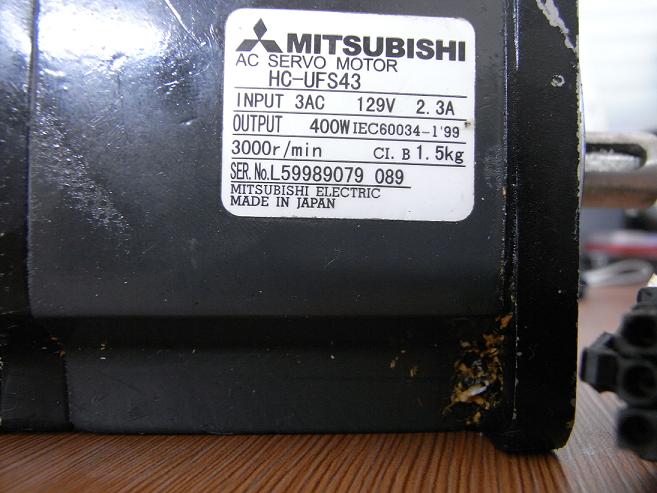 MITSUBISHI
AC SERVO MOTOR
HC-UFS43
INPUT 3AC 129V 2.3A
OUTPUT 400W IEC60034-1'99
3000r/min CI. B 1.5kg
SER. No. L59989079 089
MITSUBISHI ELECTRIC
MADE IN JAPAN